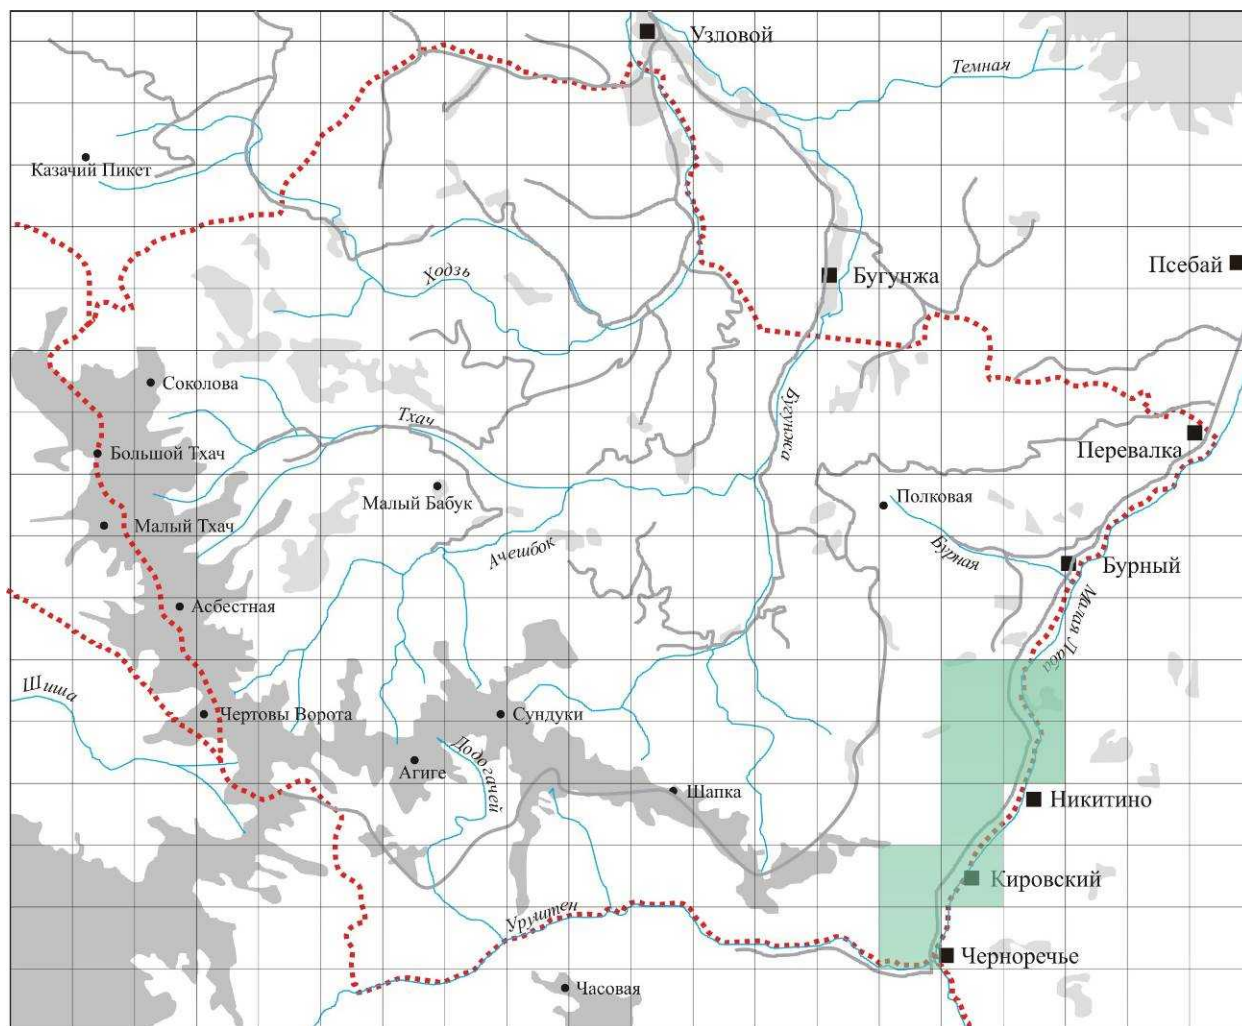 Узловой
Темная
Казачий Пикет
Ходзь
Бугунжа
Псебай
Соколова
Тхач
Бугунжа
Большой Тхач
Перевалка
Малый Бабук
Полковая
Малый Тхач
Ачешбок
Бурная
Бурный
Асбестная
Малая Лаба
Шиша
Чертовы Ворота
Сундуки
Додогачей
Агиге
Шапка
Никитино
Кировский
Уруштен
Черноречье
Часовая